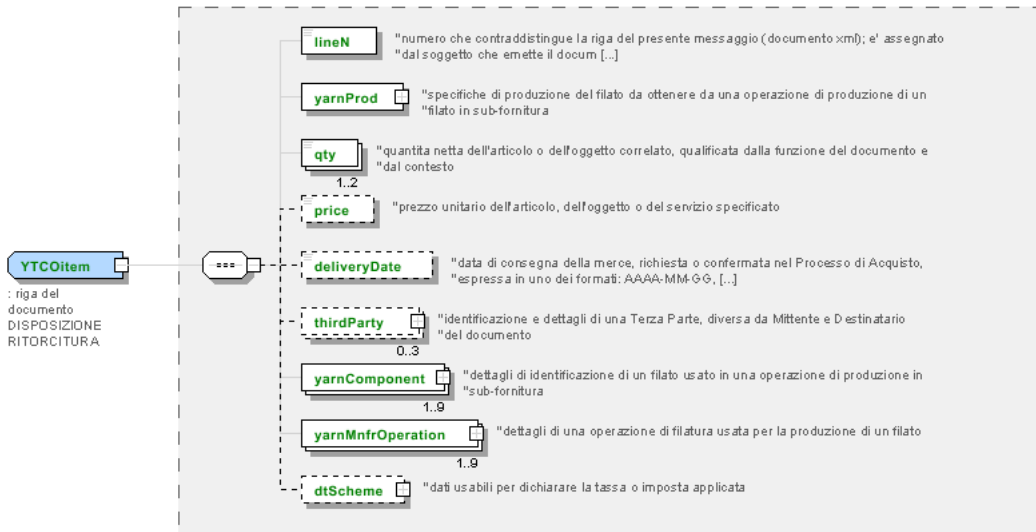 lineN
"numero che contraddistingue la riga del presente messaggio (documento xml); e' assegnato
"dal soggetto che emette il docum [...]
yarnProd
"specifiche di produzione del filato da ottenere da una operazione di produzione di un
"filato in sub-fornitura
qty
"quantita netta dell'articolo o dell'oggetto correlato, qualificata dalla funzione del documento e
"dal contesto
1..2
price
"prezzo unitario dell'articolo, dell'oggetto o del servizio specificato
YTCOitem
: riga del
documento
DISPOSIZIONE
RITORCITURA
deliveryDate
"data di consegna della merce, richiesta o confermata nel Processo di Acquisto,
"espressa in uno dei formati: AAAA-MM-GG, [...]
thirdParty
"identificazione e dettagli di una Terza Parte, diversa da Mittente e Destinatario
"del documento
0..3
yarnComponent
"dettagli di identificazione di un filato usato in una operazione di produzione in
"sub-fornitura
1..9
yarnMnfrOperation
"dettagli di una operazione di filatura usata per la produzione di un filato
1..9
dtScheme
"dati usabili per dichiarare la tassa o imposta applicata